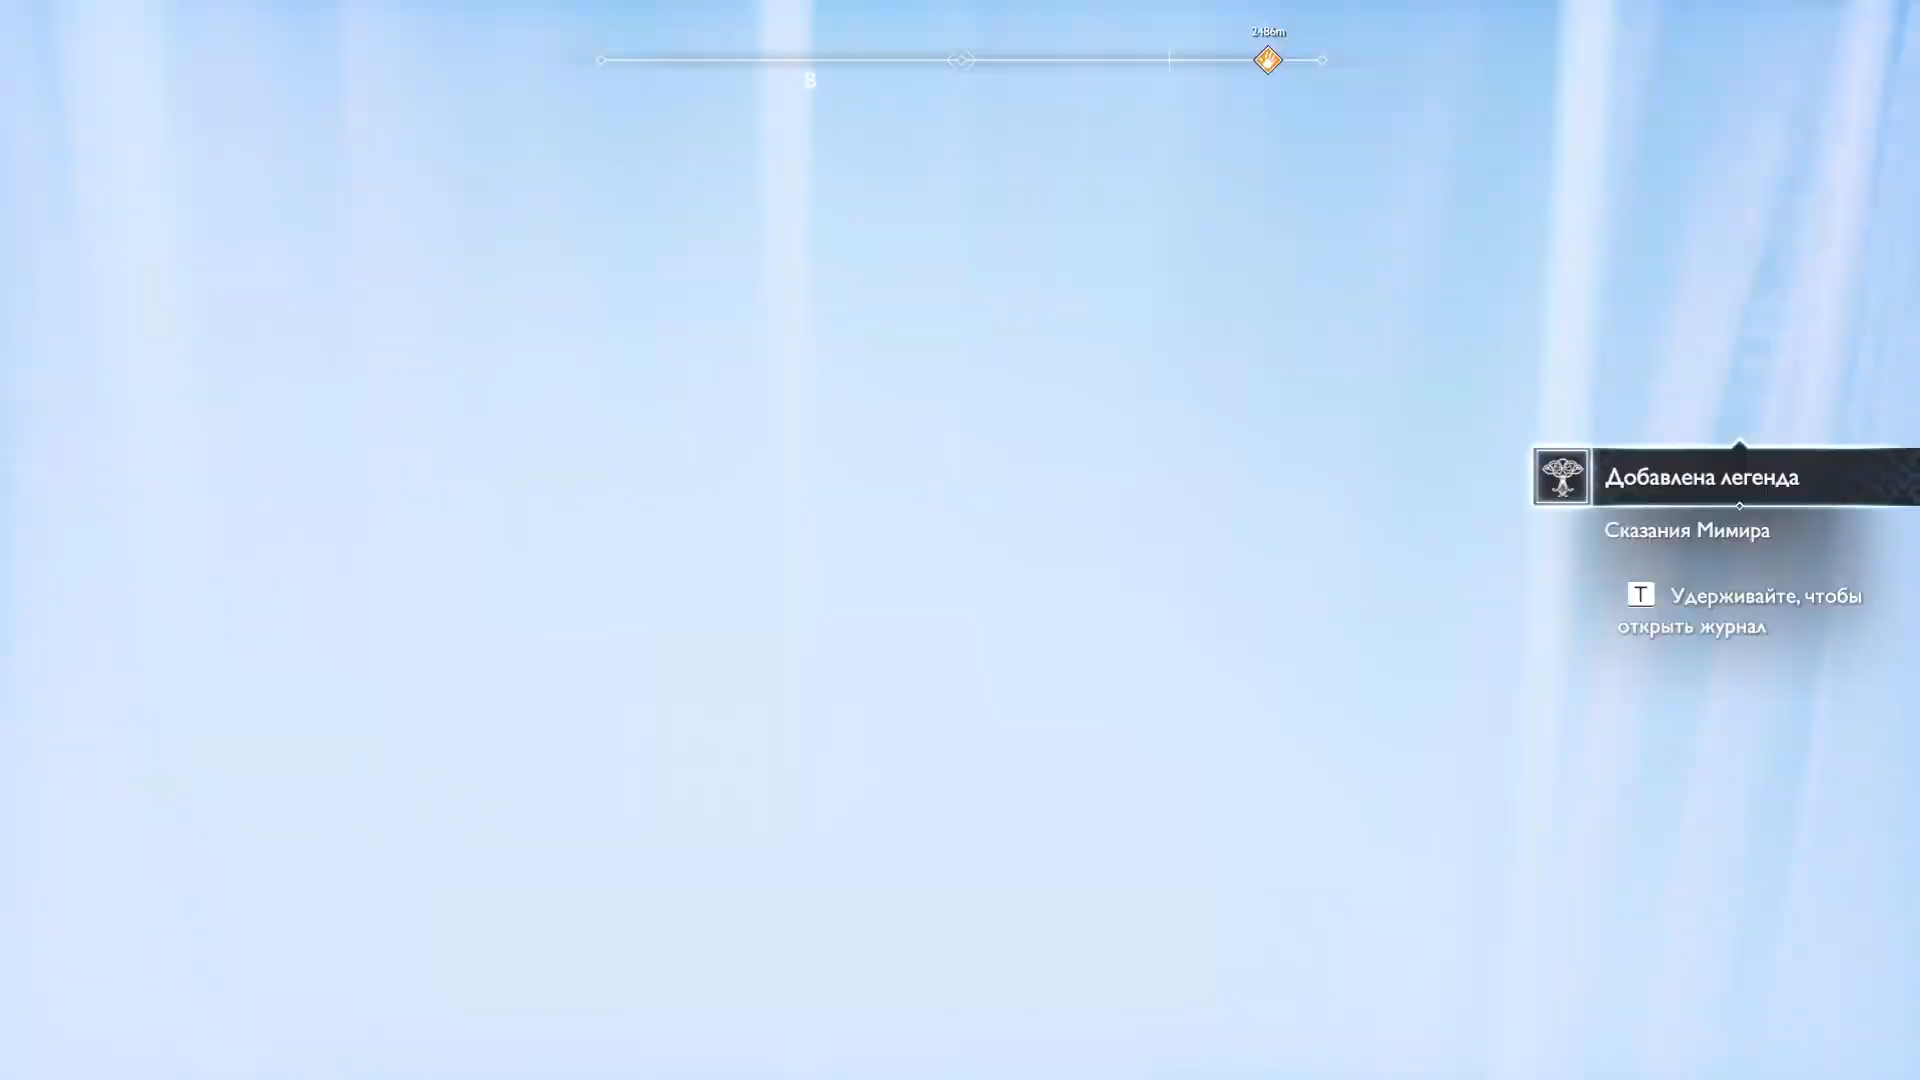 2486m
В
Добавлена легенда
Сказания Мимира
T Удерживайте, чтобы
открыть журнал